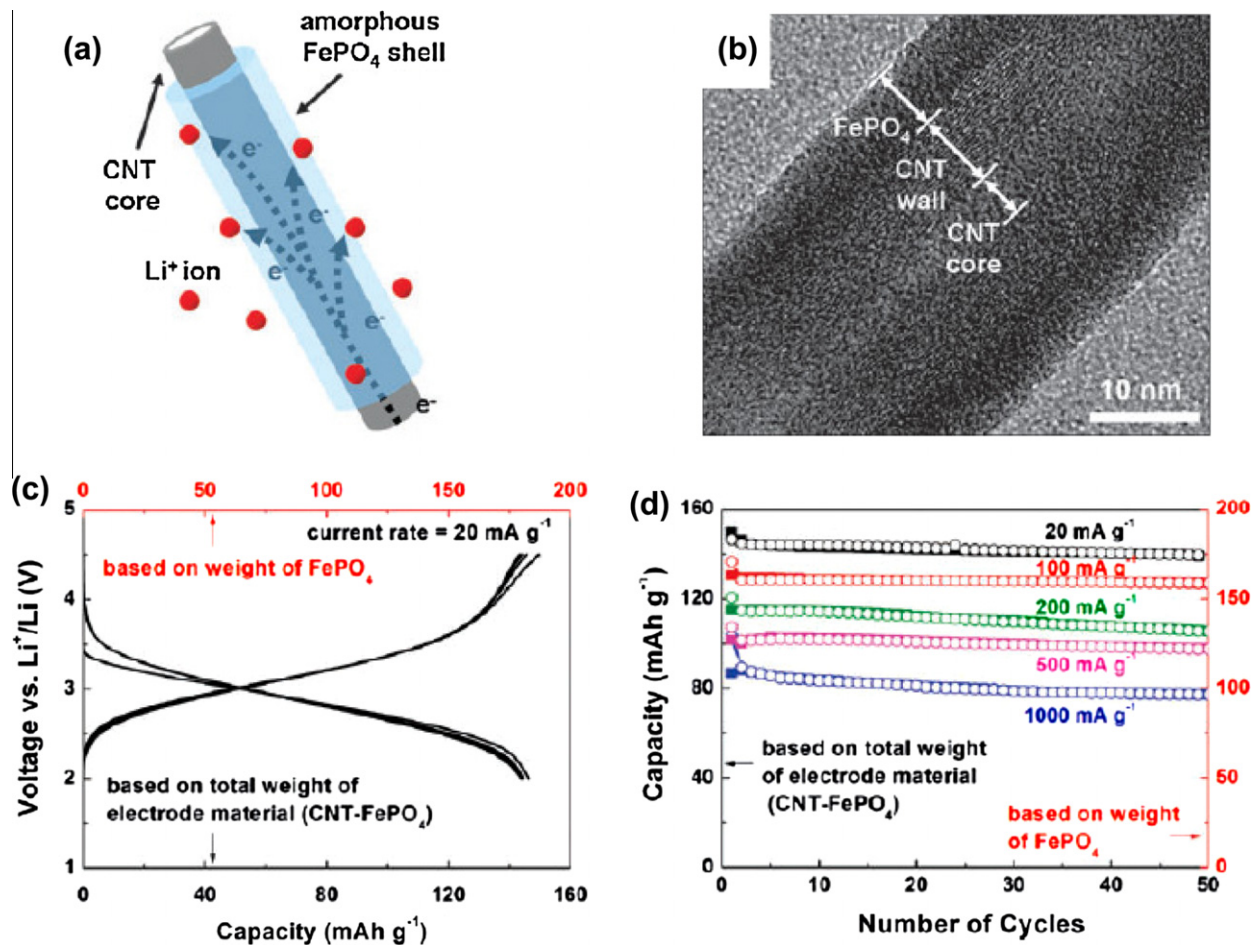 (a)
amorphous
FePO₄ shell
CNT
core
e⁻
e⁻
e⁻
e⁻
e⁻
Li⁺ ion
(b)
FePO₄
CNT
wall
CNT
core
10 nm
(c)
0 50 100 150 200
current rate = 20 mA g⁻¹
based on weight of FePO₄
Voltage vs. Li⁺/Li (V)
5
4
3
2
1
based on total weight of
electrode material (CNT-FePO₄)
0 40 80 120 160
Capacity (mAh g⁻¹)
(d)
Capacity (mAh g⁻¹)
160
120
80
40
0
20 mA g⁻¹
100 mA g⁻¹
200 mA g⁻¹
500 mA g⁻¹
1000 mA g⁻¹
based on total weight
of electrode material
(CNT-FePO₄)
based on weight
of FePO₄
200
150
100
50
0
0 10 20 30 40 50
Number of Cycles